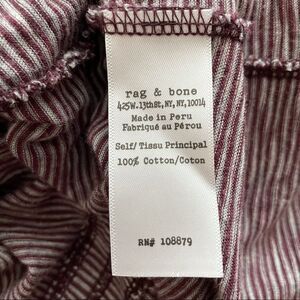 rag & bone
425W.13thSt,NY,NY,10014
Made in Peru
Fabriqué au Pérou
Self/Tissu Principal
100% Cotton/Coton
RN# 108879